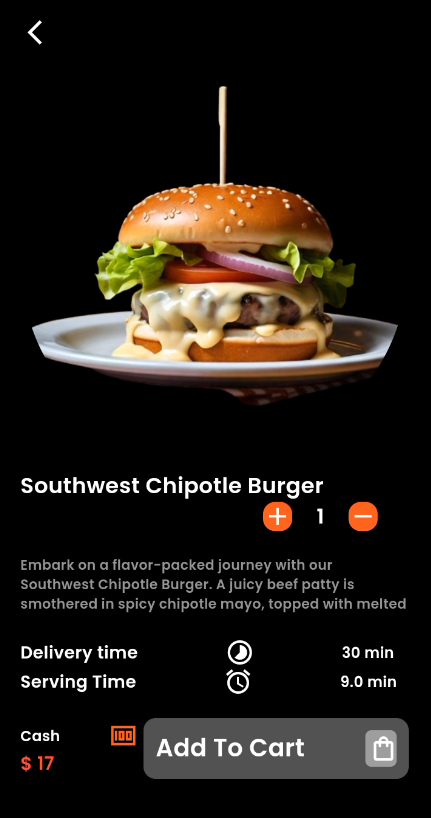 Southwest Chipotle Burger
1
Embark on a flavor-packed journey with our
Southwest Chipotle Burger. A juicy beef patty is
smothered in spicy chipotle mayo, topped with melted
Delivery time 30 min
Serving Time 9.0 min
Cash 100
$ 17
Add To Cart